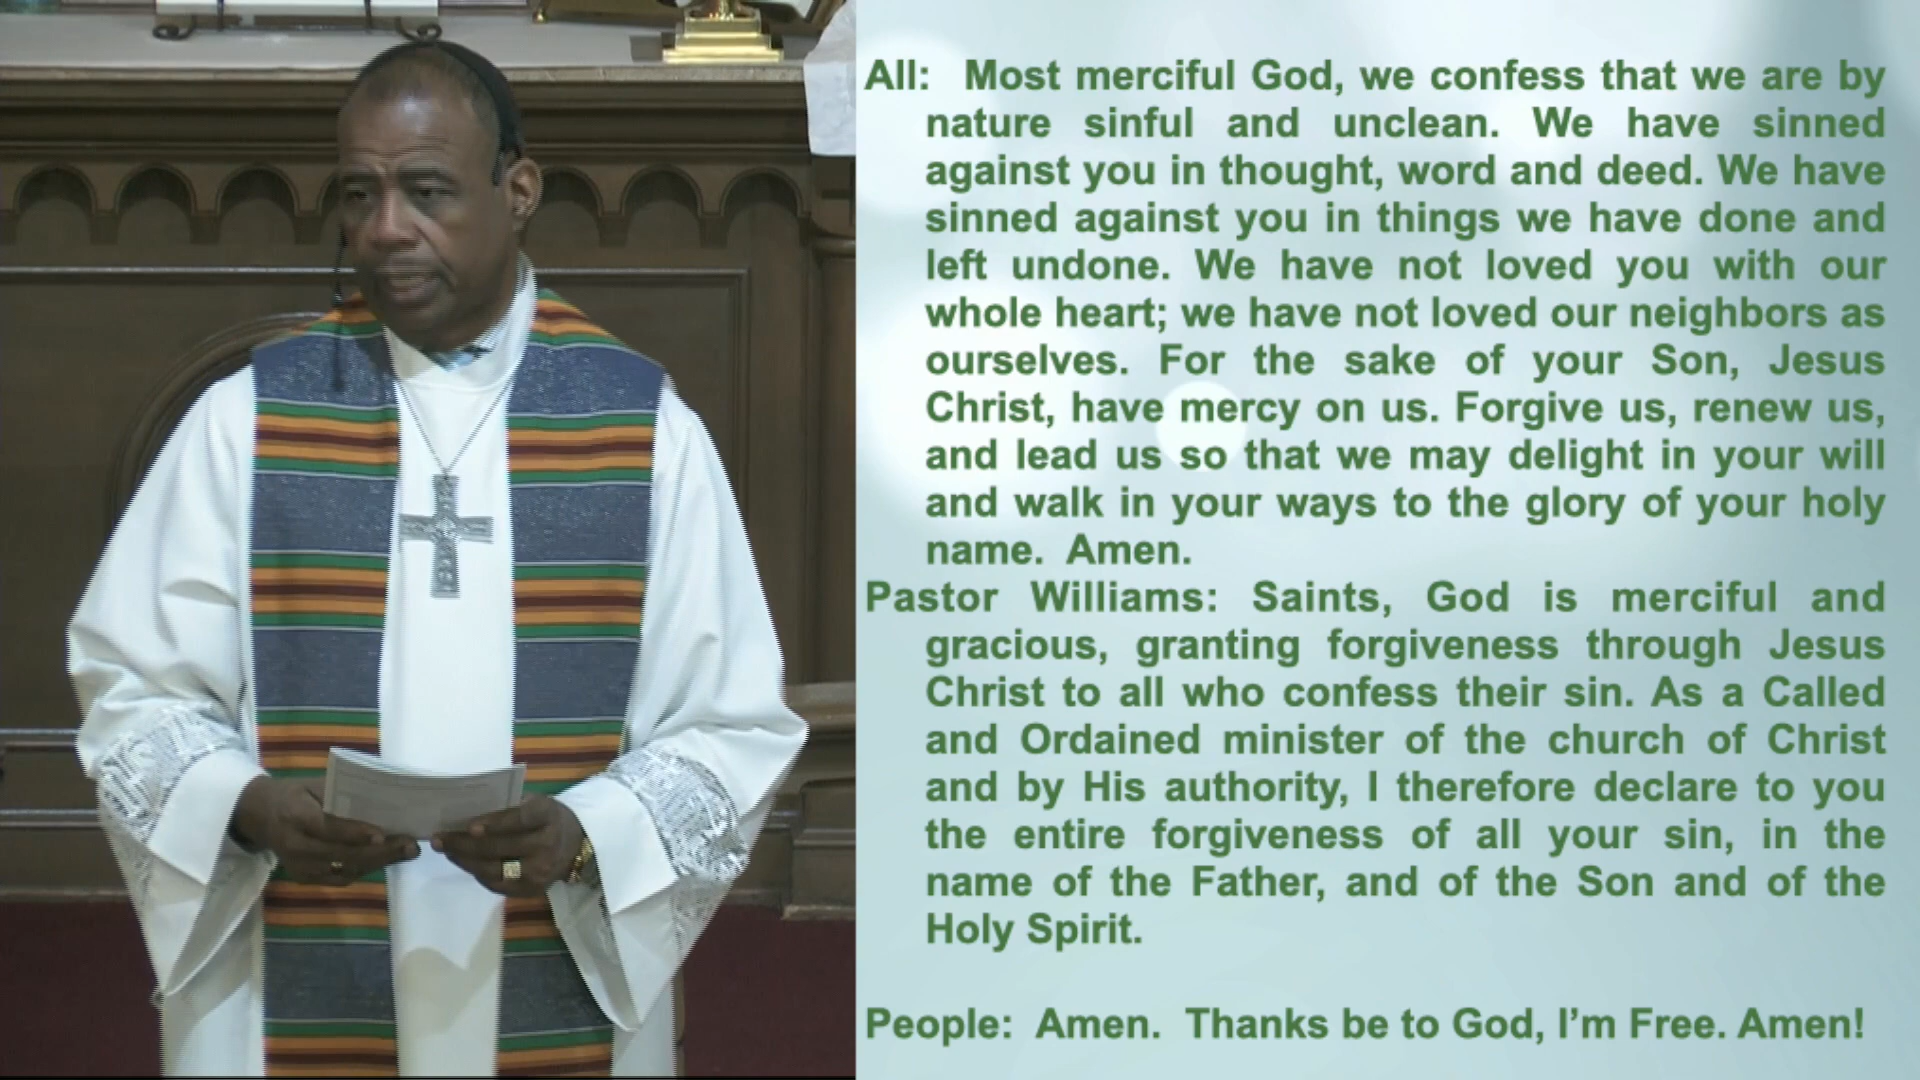 All: Most merciful God, we confess that we are by
nature sinful and unclean. We have sinned
against you in thought, word and deed. We have
sinned against you in things we have done and
left undone. We have not loved you with our
whole heart; we have not loved our neighbors as
ourselves. For the sake of your Son, Jesus
Christ, have mercy on us. Forgive us, renew us,
and lead us so that we may delight in your will
and walk in your ways to the glory of your holy
name. Amen.
Pastor Williams: Saints, God is merciful and
gracious, granting forgiveness through Jesus
Christ to all who confess their sin. As a Called
and Ordained minister of the church of Christ
and by His authority, I therefore declare to you
the entire forgiveness of all your sin, in the
name of the Father, and of the Son and of the
Holy Spirit.
People: Amen. Thanks be to God, I'm Free. Amen!